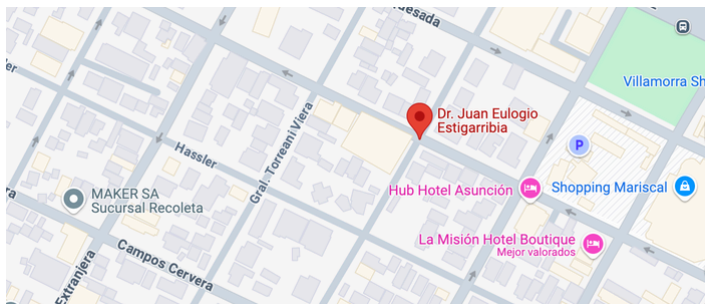 uesada
Villamorra Sh
Dr. Juan Eulogio
Estigarribia
P
Gral. Torreani Viera
Hassler
Hub Hotel Asunción
Shopping Mariscal
MAKER SA
Sucursal Recoleta
La Misión Hotel Boutique
Mejor valorados
Campos Cervera
Extranjera